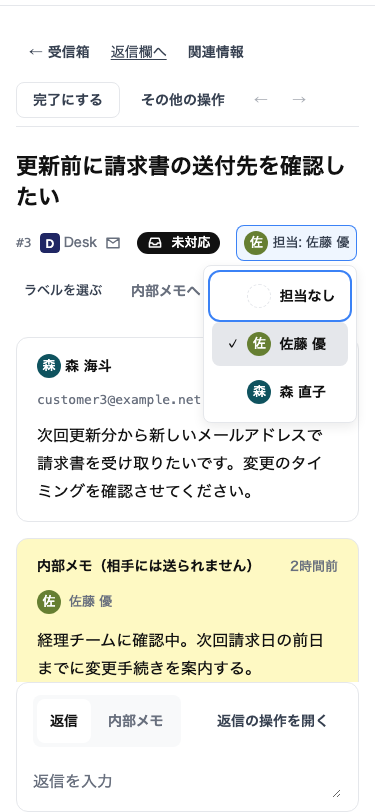 ← 受信箱 返信欄へ 関連情報
完了にする その他の操作 ← →
更新前に請求書の送付先を確認し
たい
#3 D Desk 未対応 佐 担当: 佐藤 優
ラベルを選ぶ 内部メモへ
担当なし
✓ 佐 佐藤 優
森 森 直子
森 森 海斗
customer3@example.net
次回更新分から新しいメールアドレスで
請求書を受け取りたいです。変更のタイ
ミングを確認させてください。
内部メモ（相手には送られません） 2時間前
佐 佐藤 優
経理チームに確認中。次回請求日の前日
までに変更手続きを案内する。
返信 内部メモ 返信の操作を開く
返信を入力